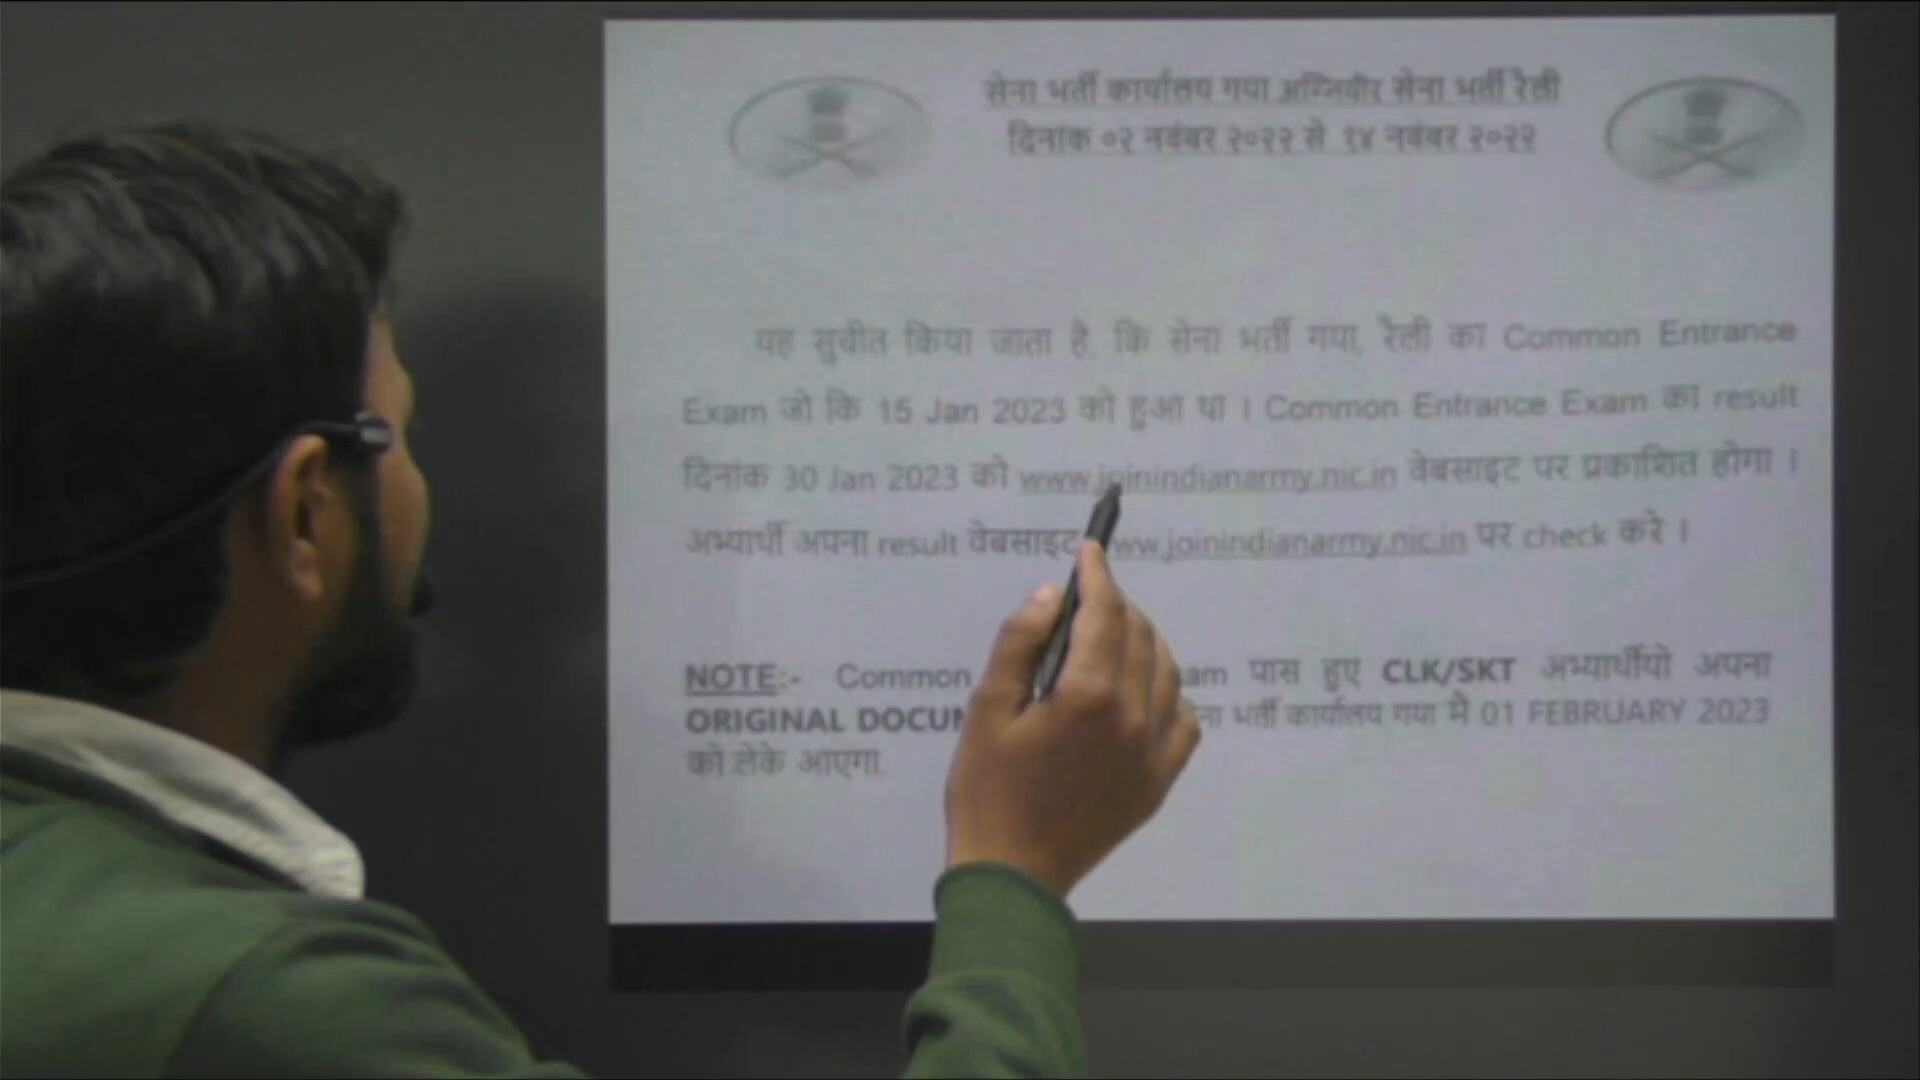 सेना भर्ती कार्यालय गया अग्निवीर सेना भर्ती रैली
दिनांक ०२ नवंबर २०२२ से १४ नवंबर २०२२
यह सुचीत किया जाता है, कि सेना भर्ती गया, रैली का Common Entrance
Exam जो कि 15 Jan 2023 को हुआ था । Common Entrance Exam का result
दिनांक 30 Jan 2023 को www.joinindianarmy.nic.in वेबसाइट पर प्रकाशित होगा ।
अभ्यार्थी अपना result वेबसाइट www.joinindianarmy.nic.in पर check करे ।
NOTE:- Common पास हुए CLK/SKT अभ्यार्थीयो अपना
ORIGINAL भर्ती कार्यालय गया मै 01 FEBRUARY 2023
को लेके आएगा.